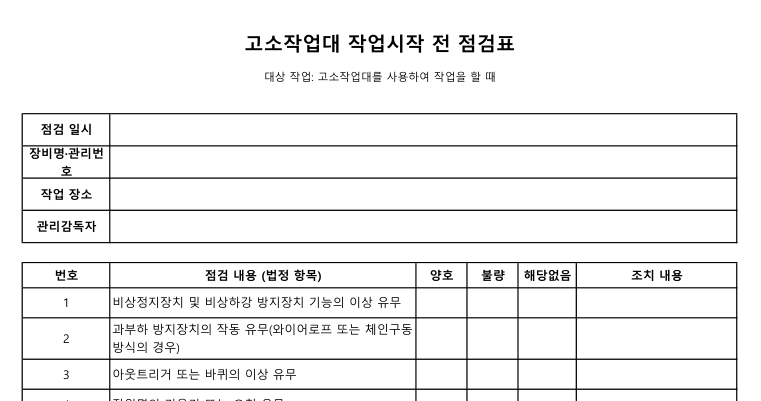 고소작업대 작업시작 전 점검표
대상 작업: 고소작업대를 사용하여 작업을 할 때
점검 일시
장비명·관리번
호
작업 장소
관리감독자
번호 점검 내용 (법정 항목) 양호 불량 해당없음 조치 내용
1 비상정지장치 및 비상하강 방지장치 기능의 이상 유무
2 과부하 방지장치의 작동 유무(와이어로프 또는 체인구동
방식의 경우)
3 아웃트리거 또는 바퀴의 이상 유무